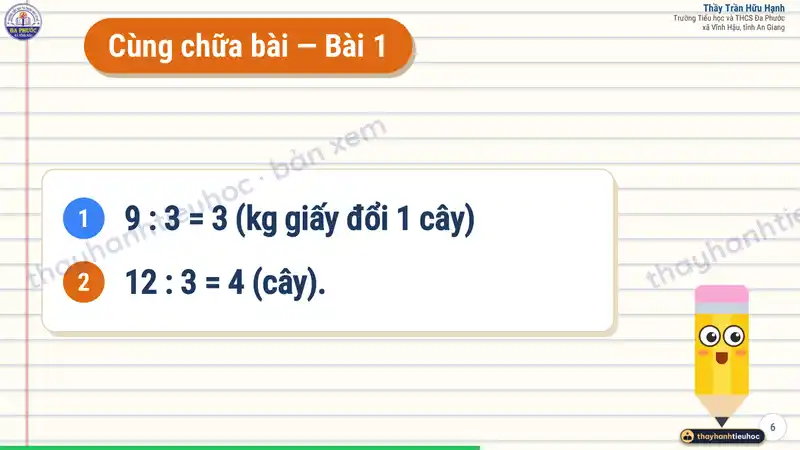 Thầy Trần Hữu Hạnh
Trường Tiểu học và THCS Đa Phước
xã Vĩnh Hậu, tỉnh An Giang
ĐA PHƯỚC
Cùng chữa bài – Bài 1
thayhanhtieuhoc · bản xem
1 9 : 3 = 3 (kg giấy đổi 1 cây)
2 12 : 3 = 4 (cây).
thayhanhtie
thayhanhtieuhoc
6